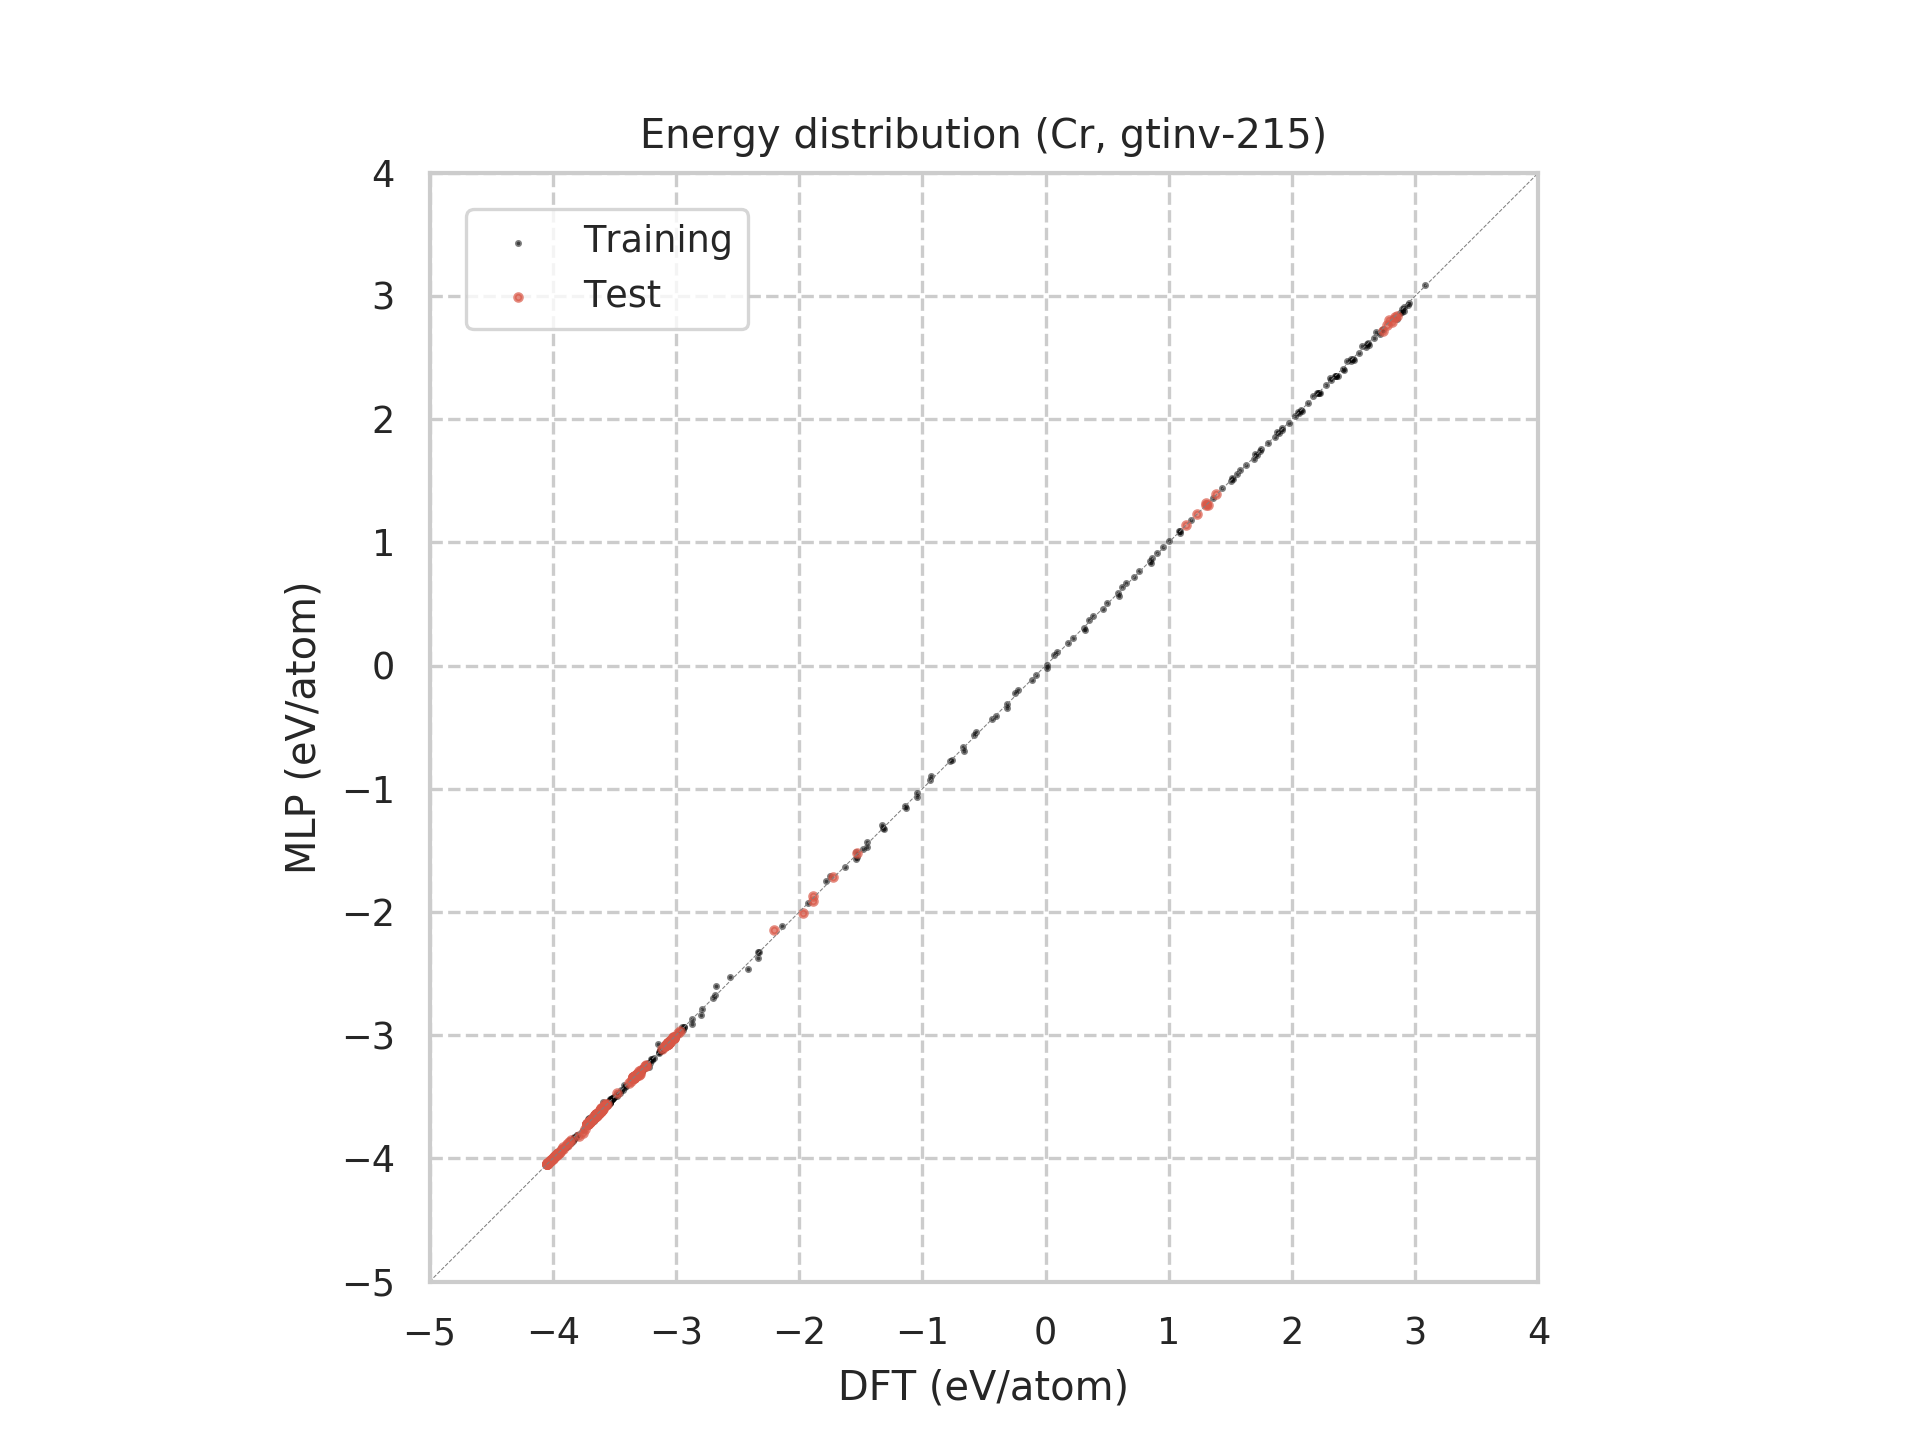 Energy distribution (Cr, gtinv-215)
4
3
2
1
0
−1
−2
−3
−4
−5
MLP (eV/atom)
Training
Test
−5 −4 −3 −2 −1 0 1 2 3 4
DFT (eV/atom)